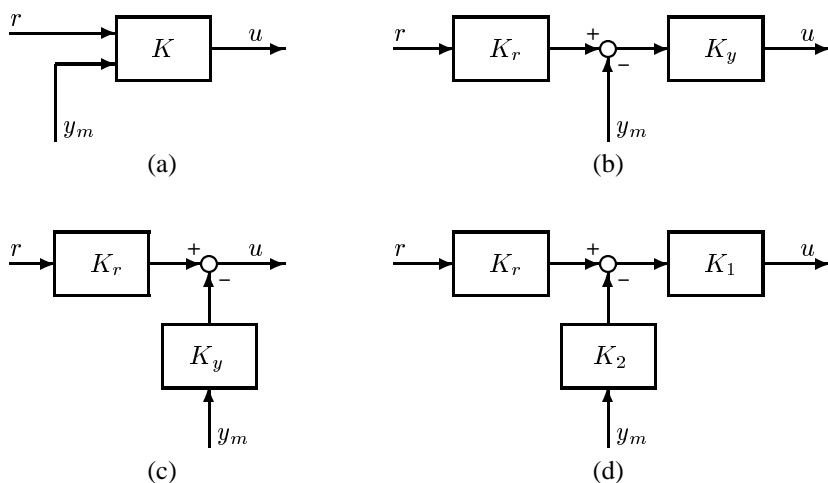 r
K
u
y_m
(a)
r
K_r
+
−
K_y
u
y_m
(b)
r
K_r
+
−
u
K_y
y_m
(c)
r
K_r
+
−
K_1
u
K_2
y_m
(d)